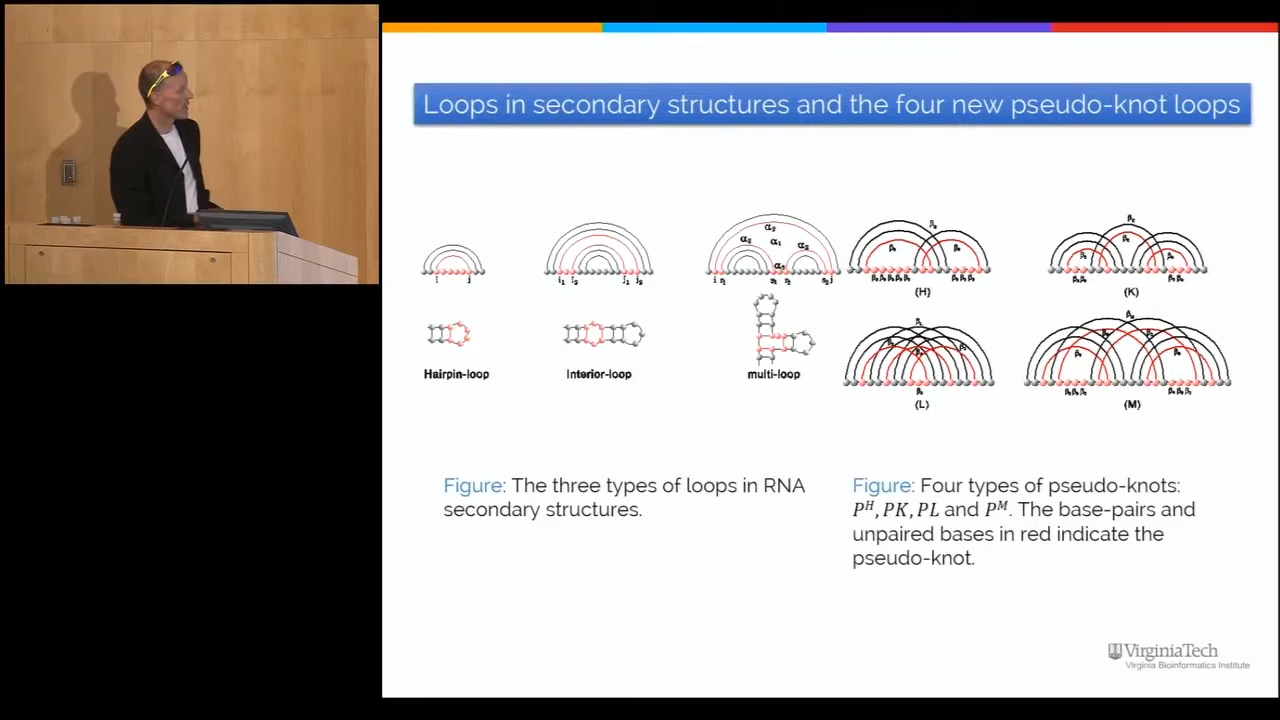 Loops in secondary structures and the four new pseudo-knot loops
(H)
(K)
Hairpin-loop
Interior-loop
multi-loop
(L)
(M)
Figure: The three types of loops in RNA
secondary structures.
Figure: Four types of pseudo-knots:
P^H, PK, PL and P^M. The base-pairs and
unpaired bases in red indicate the
pseudo-knot.
VirginiaTech
Virginia Bioinformatics Institute